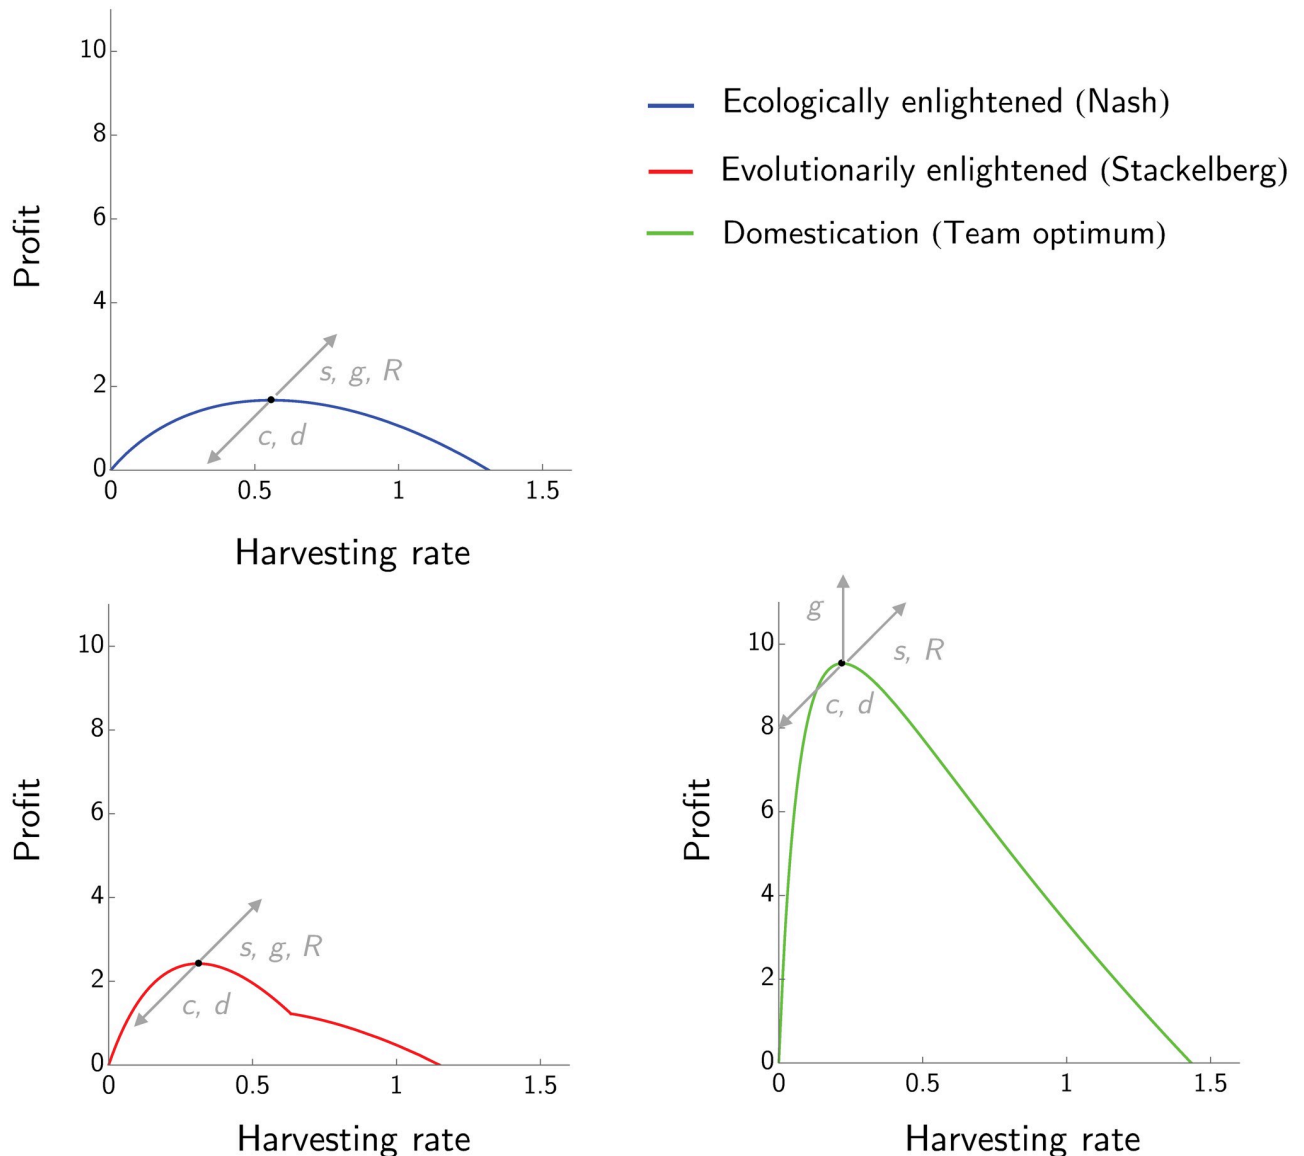 10
8
6
4
2
0
0 0.5 1 1.5
Profit
Harvesting rate
s, g, R
c, d
Ecologically enlightened (Nash)
Evolutionarily enlightened (Stackelberg)
Domestication (Team optimum)
10
8
6
4
2
0
0 0.5 1 1.5
Profit
Harvesting rate
s, g, R
c, d
10
8
6
4
2
0
0 0.5 1 1.5
Profit
Harvesting rate
g
s, R
c, d